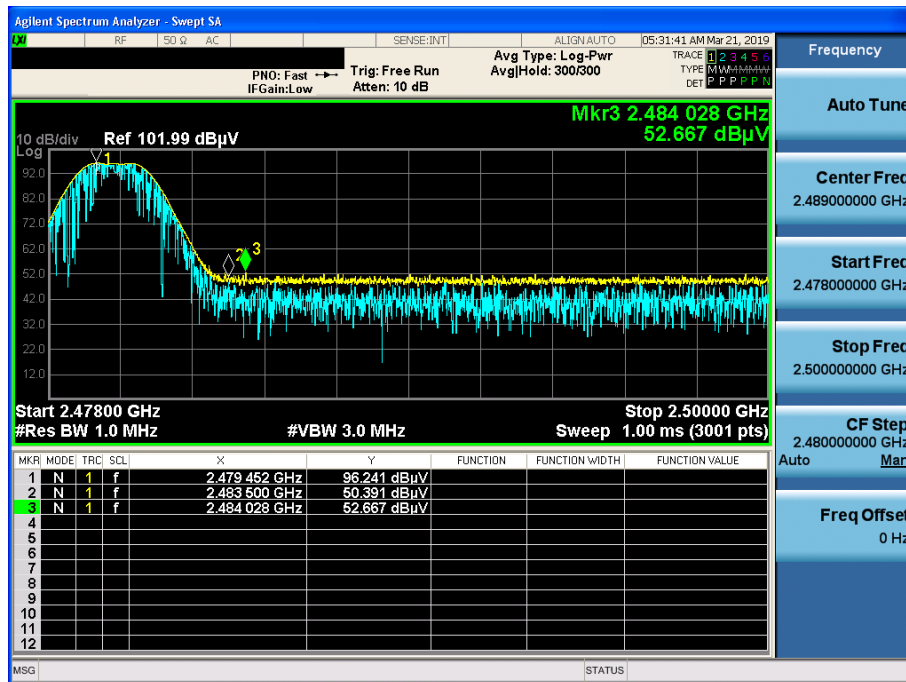 Agilent Spectrum Analyzer - Swept SA
LXI RF 50 Ω AC SENSE:INT ALIGN AUTO 05:31:41 AM Mar 21, 2019
PNO: Fast
IFGain:Low
Trig: Free Run
Atten: 10 dB
Avg Type: Log-Pwr
Avg|Hold: 300/300
TRACE 1 2 3 4 5 6
TYPE M W M M M M W
DET P P P P P N
Mkr3 2.484 028 GHz
52.667 dBµV
10 dB/div Ref 101.99 dBµV
Log
92.0
82.0
72.0
62.0
52.0
42.0
32.0
22.0
12.0
1
2
3
Start 2.47800 GHz Stop 2.50000 GHz
#Res BW 1.0 MHz #VBW 3.0 MHz Sweep 1.00 ms (3001 pts)
MKR MODE TRC SCL X Y FUNCTION FUNCTION WIDTH FUNCTION VALUE
1 N 1 f 2.479 452 GHz 96.241 dBµV
2 N 1 f 2.483 500 GHz 50.391 dBµV
3 N 1 f 2.484 028 GHz 52.667 dBµV
4
5
6
7
8
9
10
11
12
MSG STATUS
Frequency
Auto Tune
Center Freq
2.489000000 GHz
Start Freq
2.478000000 GHz
Stop Freq
2.500000000 GHz
CF Step
2.480000000 GHz
Auto Man
Freq Offset
0 Hz